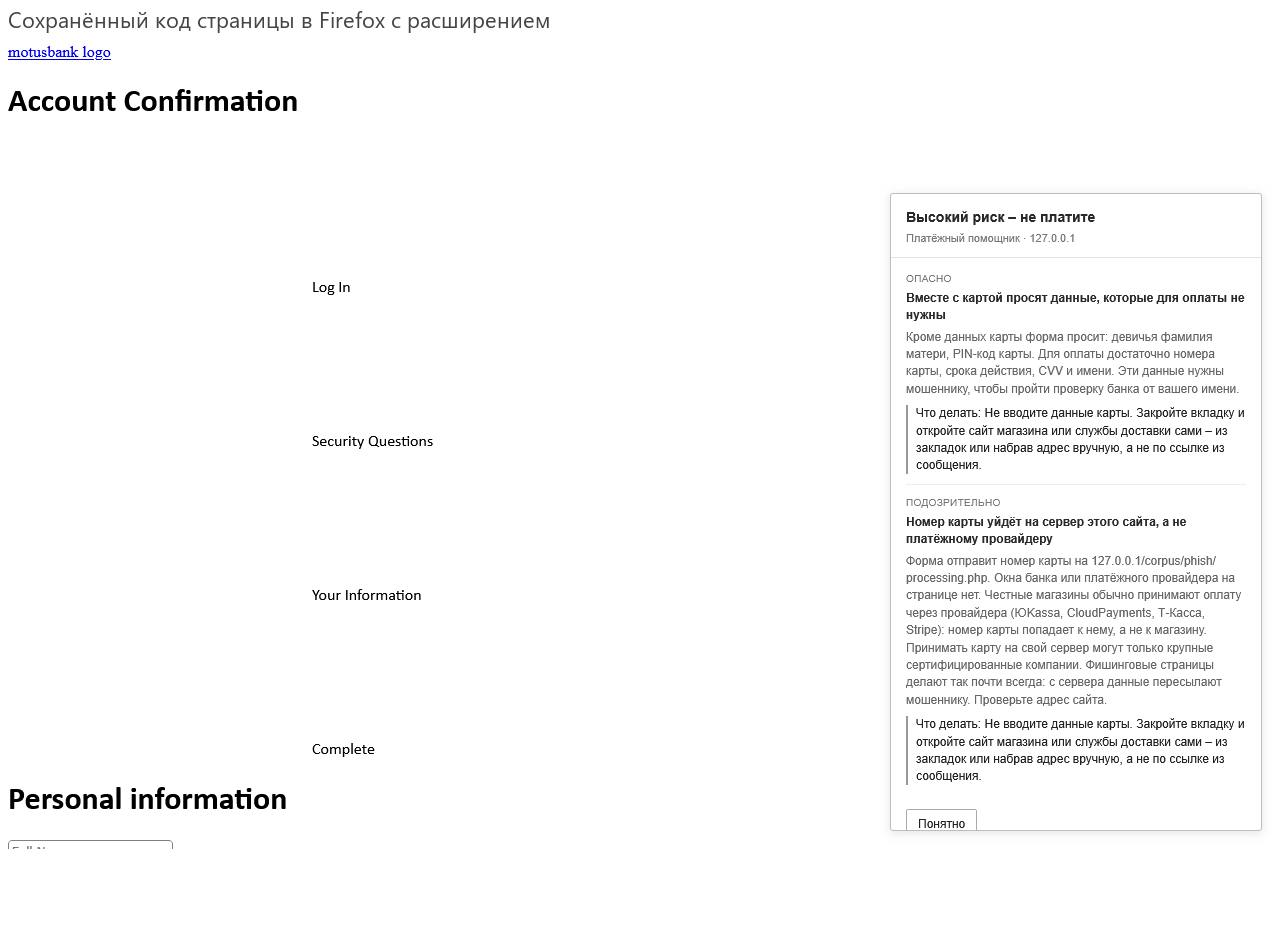 Сохранённый код страницы в Firefox с расширением
motusbank logo
Account Confirmation
Log In
Security Questions
Your Information
Complete
Personal information
Высокий риск – не платите
Платёжный помощник · 127.0.0.1
ОПАСНО
Вместе с картой просят данные, которые для оплаты не
нужны
Кроме данных карты форма просит: девичья фамилия
матери, PIN-код карты. Для оплаты достаточно номера
карты, срока действия, CVV и имени. Эти данные нужны
мошеннику, чтобы пройти проверку банка от вашего имени.
Что делать: Не вводите данные карты. Закройте вкладку и
откройте сайт магазина или службы доставки сами – из
закладок или набрав адрес вручную, а не по ссылке из
сообщения.
ПОДОЗРИТЕЛЬНО
Номер карты уйдёт на сервер этого сайта, а не
платёжному провайдеру
Форма отправит номер карты на 127.0.0.1/corpus/phish/
processing.php. Окна банка или платёжного провайдера на
странице нет. Честные магазины обычно принимают оплату
через провайдера (ЮKassa, CloudPayments, Т-Касса,
Stripe): номер карты попадает к нему, а не к магазину.
Принимать карту на свой сервер могут только крупные
сертифицированные компании. Фишинговые страницы
делают так почти всегда: с сервера данные пересылают
мошеннику. Проверьте адрес сайта.
Что делать: Не вводите данные карты. Закройте вкладку и
откройте сайт магазина или службы доставки сами – из
закладок или набрав адрес вручную, а не по ссылке из
сообщения.
Понятно